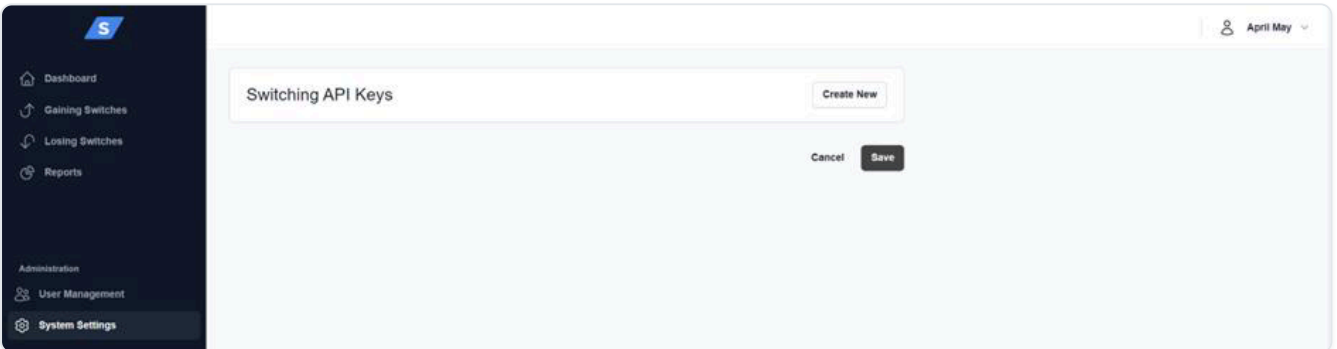 S
April May
Dashboard
Gaining Switches
Losing Switches
Reports
Administration
User Management
System Settings
Switching API Keys
Create New
Cancel
Save